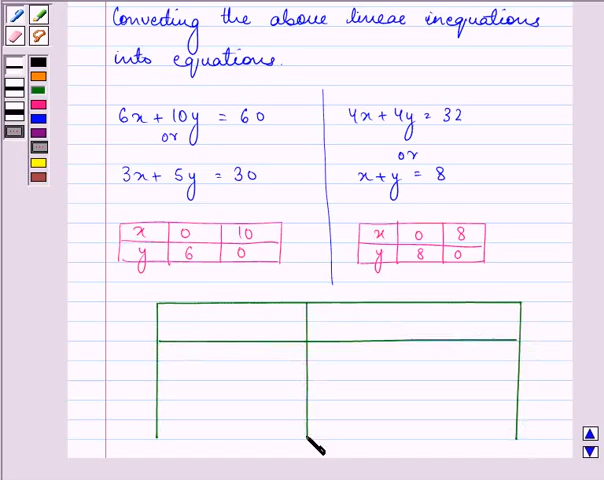 Converting the above linear inequations
into equations.
6x + 10y = 60
or
3x + 5y = 30
x 0 10
y 6 0
4x + 4y = 32
or
x + y = 8
x 0 8
y 8 0